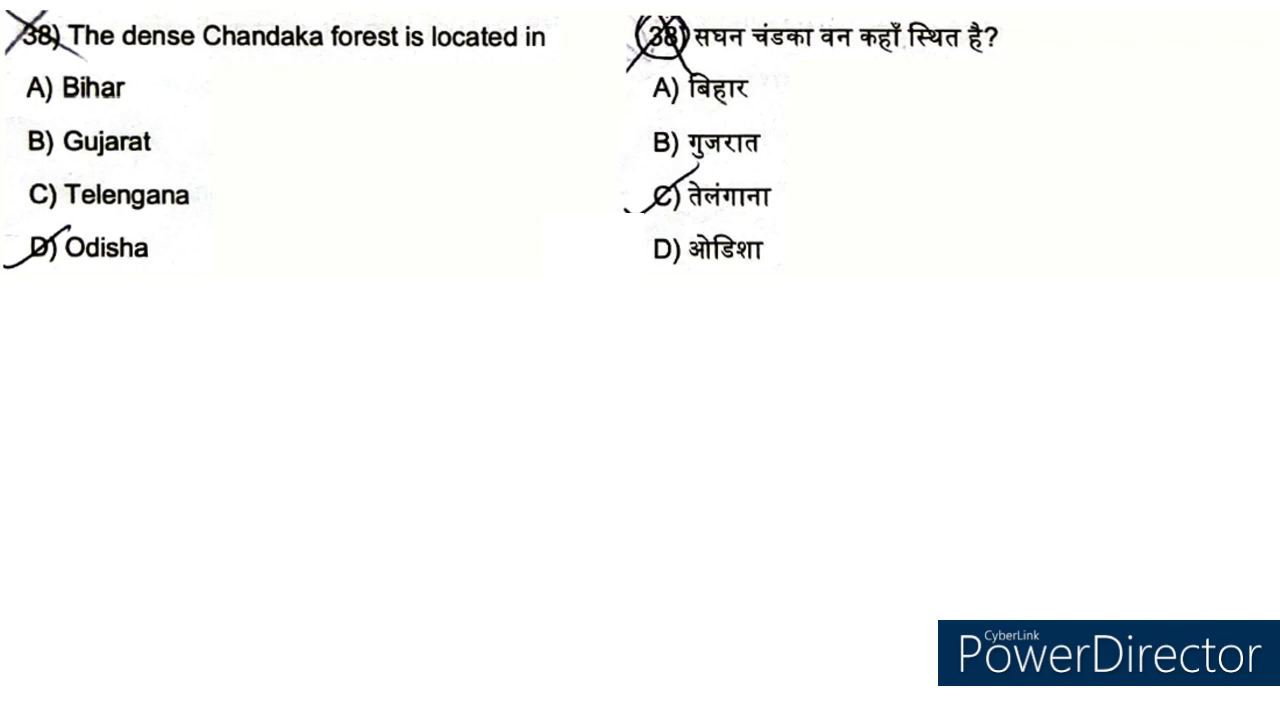 38) The dense Chandaka forest is located in
A) Bihar
B) Gujarat
C) Telengana
D) Odisha
38) सघन चंडका वन कहाँ स्थित है?
A) बिहार
B) गुजरात
C) तेलंगाना
D) ओडिशा
CyberLink
PowerDirector